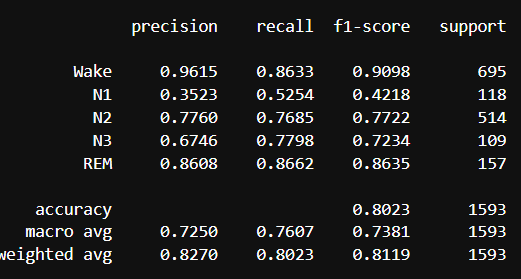 precision recall f1-score support
Wake 0.9615 0.8633 0.9098 695
N1 0.3523 0.5254 0.4218 118
N2 0.7760 0.7685 0.7722 514
N3 0.6746 0.7798 0.7234 109
REM 0.8608 0.8662 0.8635 157
accuracy 0.8023 1593
macro avg 0.7250 0.7607 0.7381 1593
weighted avg 0.8270 0.8023 0.8119 1593